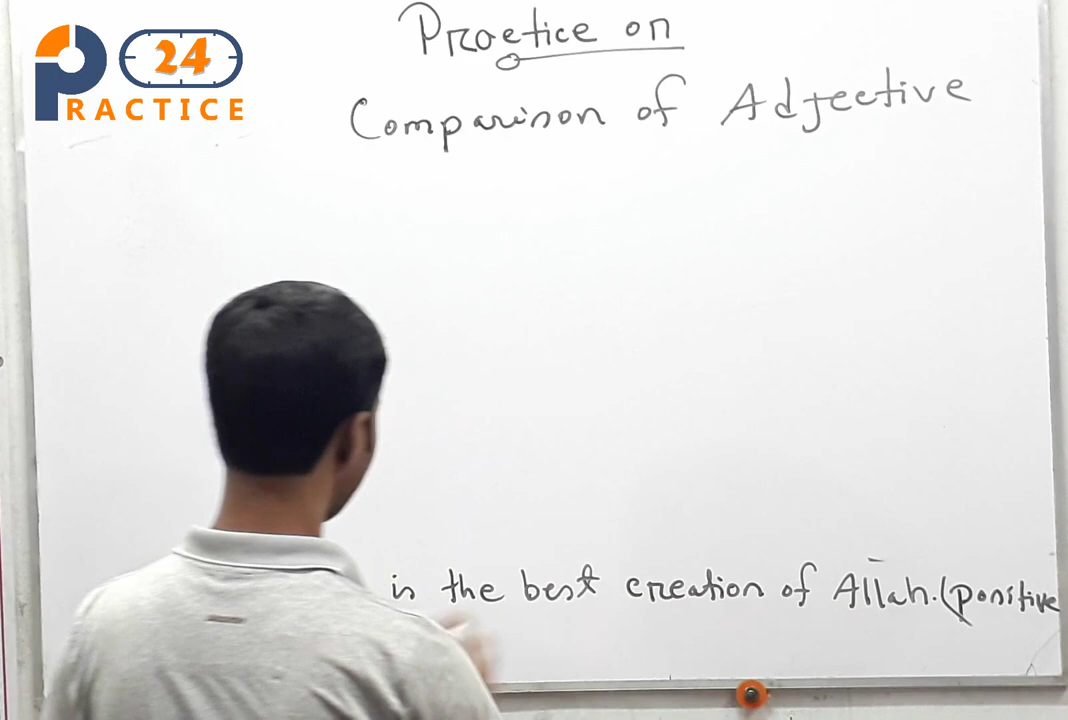 24
PRACTICE
Practice on
Comparison of Adjective
is the best creation of Allah. (positive